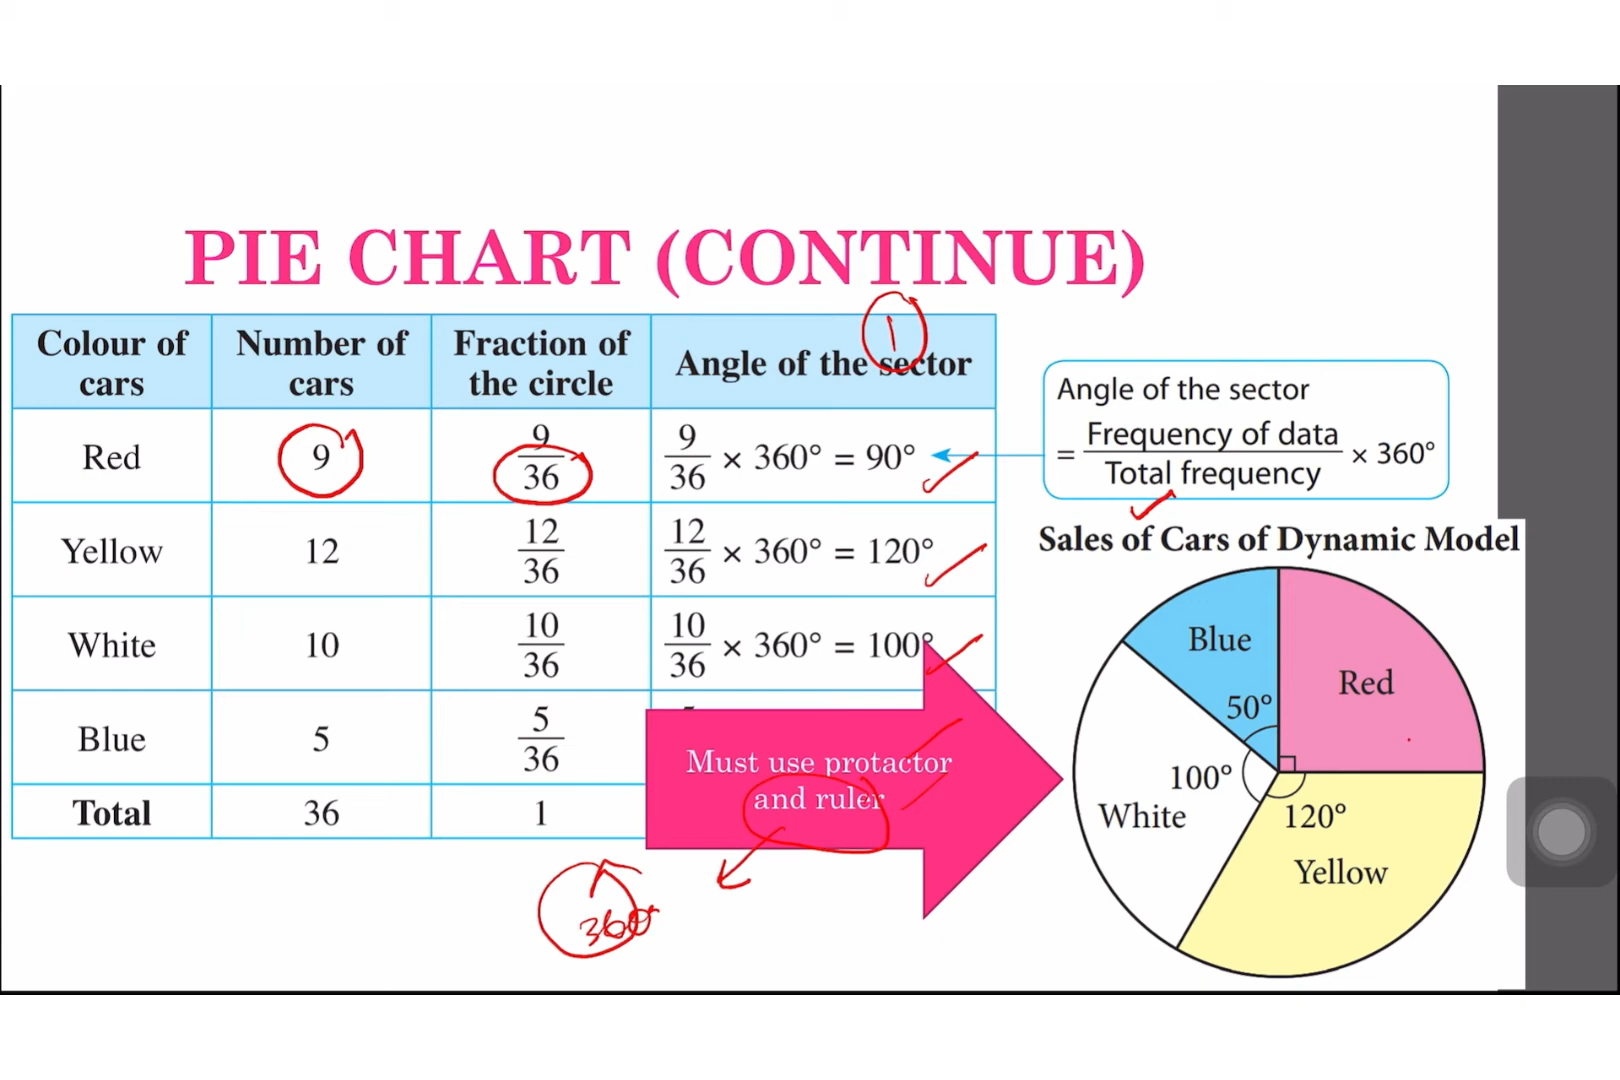 PIE CHART (CONTINUE)
1
Colour of cars
Number of cars
Fraction of the circle
Angle of the sector
Red
9
9/36
9/36 × 360° = 90°
Yellow
12
12/36
12/36 × 360° = 120°
White
10
10/36
10/36 × 360° = 100°
Blue
5
5/36
Total
36
1
Must use protactor
and ruler
360°
Angle of the sector
= Frequency of data / Total frequency × 360°
Sales of Cars of Dynamic Model
Blue
50°
Red
100°
White
120°
Yellow